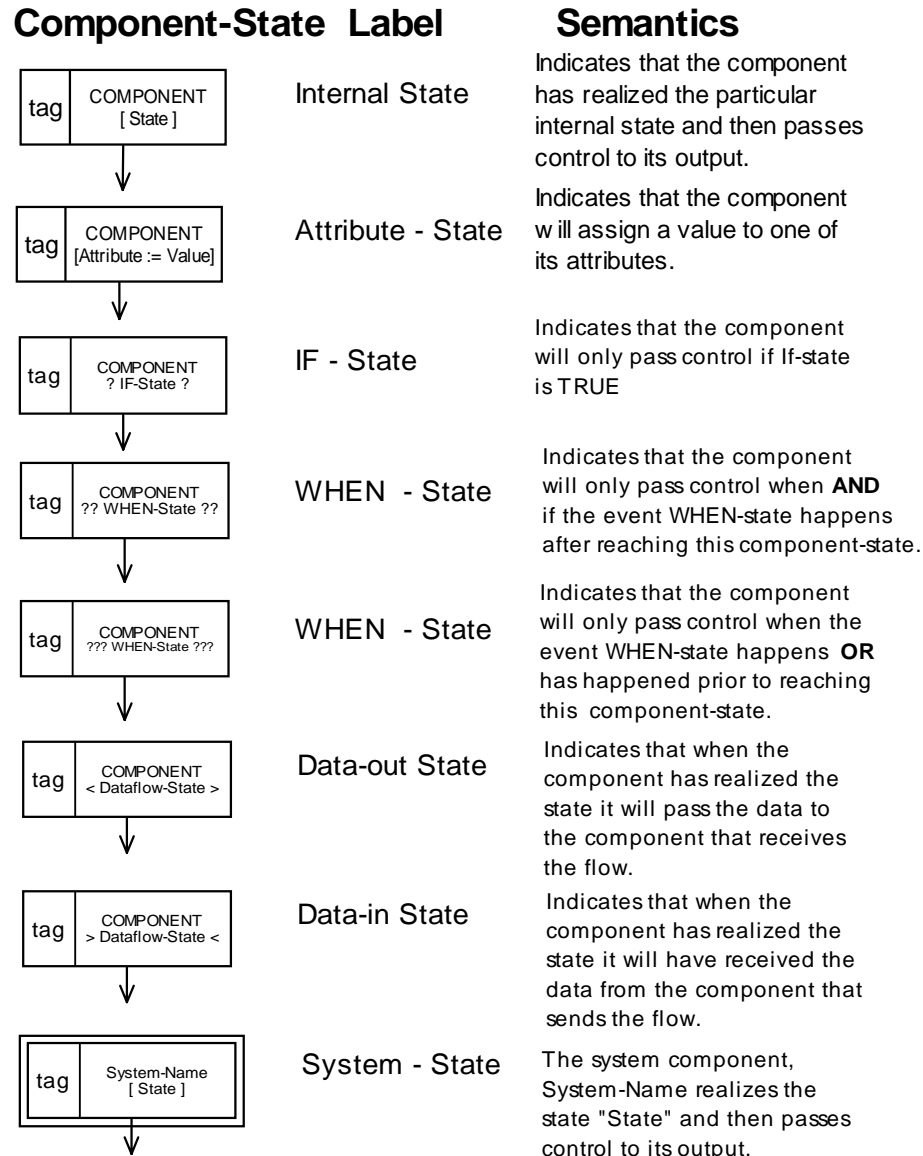 Component-State Label Semantics
tag
COMPONENT
[ State ]
Internal State
Indicates that the component
has realized the particular
internal state and then passes
control to its output.
tag
COMPONENT
[Attribute := Value]
Attribute - State
Indicates that the component
will assign a value to one of
its attributes.
tag
COMPONENT
? IF-State ?
IF - State
Indicates that the component
will only pass control if If-state
is TRUE
tag
COMPONENT
?? WHEN-State ??
WHEN - State
Indicates that the component
will only pass control when AND
if the event WHEN-state happens
after reaching this component-state.
tag
COMPONENT
??? WHEN-State ???
WHEN - State
Indicates that the component
will only pass control when the
event WHEN-state happens OR
has happened prior to reaching
this component-state.
tag
COMPONENT
< Dataflow-State >
Data-out State
Indicates that when the
component has realized the
state it will pass the data to
the component that receives
the flow.
tag
COMPONENT
> Dataflow-State <
Data-in State
Indicates that when the
component has realized the
state it will have received the
data from the component that
sends the flow.
tag
System-Name
[ State ]
System - State
The system component,
System-Name realizes the
state "State" and then passes
control to its output.